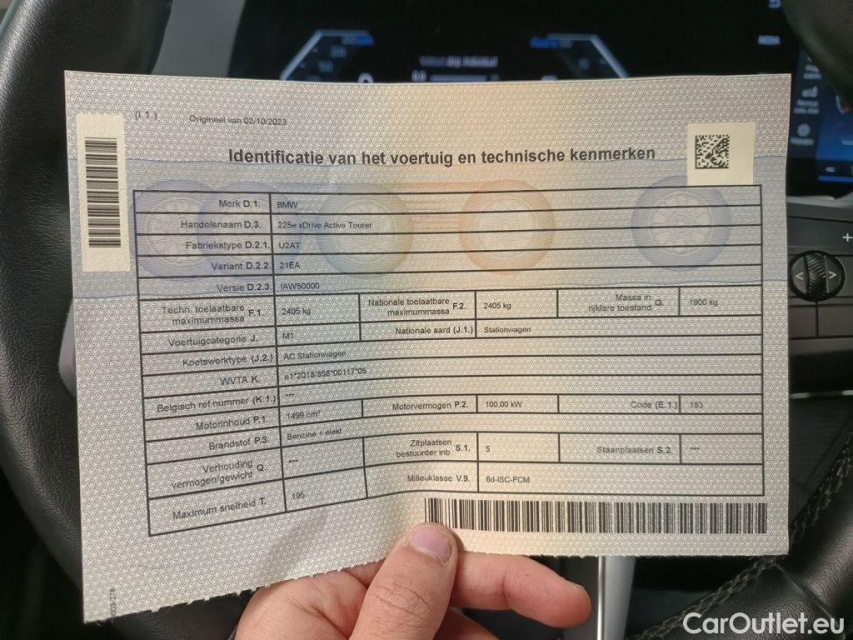 (I.1.) Origineel van 02/10/2023
Identificatie van het voertuig en technische kenmerken
Merk D.1. BMW
Handelsnaam D.3. 225e xDrive Active Tourer
Fabriekstype D.2.1. U2AT
Variant D.2.2. 21EA
Versie D.2.3. IAW50000
Techn. toelaatbare maximummassa F.1. 2405 kg Nationale toelaatbare maximummassa F.2. 2405 kg Massa in rijklare toestand G. 1900 kg
Voertuigcategorie J. M1 Nationale aard (J.1.) Stationwagen
Koetswerktype (J.2.) AC Stationwagen
WVTA K. e1*2018/858*00117*05
Belgisch ref nummer (K.1.) ---
Motorinhoud P.1. 1499 cm³ Motorvermogen P.2. 100,00 kW Code (E.1.) 183
Brandstof P.3. Benzine + elekt
Verhouding vermogen/gewicht Q. --- Zitplaatsen bestuurder inb. S.1. 5 Staanplaatsen S.2. ---
Maximum snelheid T. 195 Milieuklasse V.9. 6d-ISC-FCM
MEDIA
CarOutlet.eu